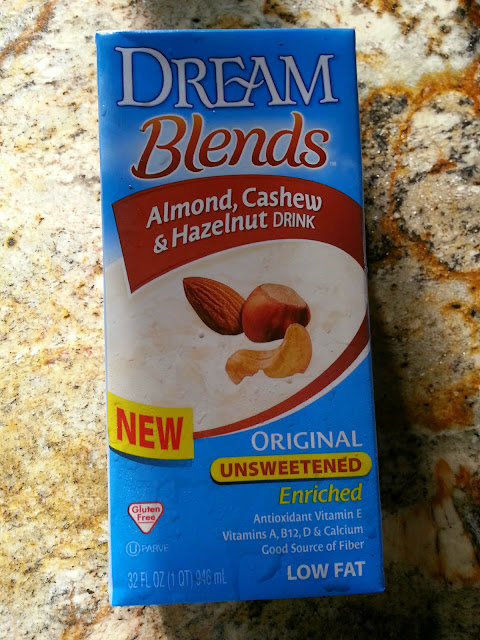 DREAM
Blends™
Almond, Cashew
& Hazelnut DRINK
NEW
ORIGINAL
UNSWEETENED
Enriched
Antioxidant Vitamin E
Vitamins A, B12, D & Calcium
Good Source of Fiber
LOW FAT
Gluten
Free
U PARVE
32 FL OZ (1 QT) 946 mL